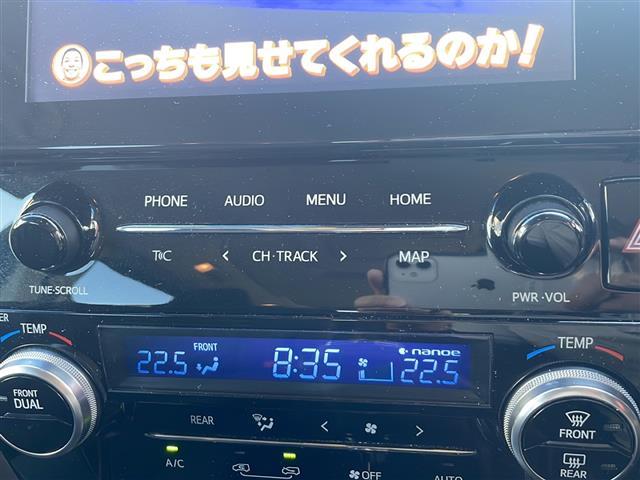 こっちも見せてくれるのか!
PHONE AUDIO MENU HOME
T C < CH·TRACK > MAP
TUNE·SCROLL
PWR·VOL
TEMP
FRONT
22.5 8:35 nanoe 22.5
TEMP
FRONT
DUAL
REAR < >
FRONT
A/C
OFF AUTO
REAR